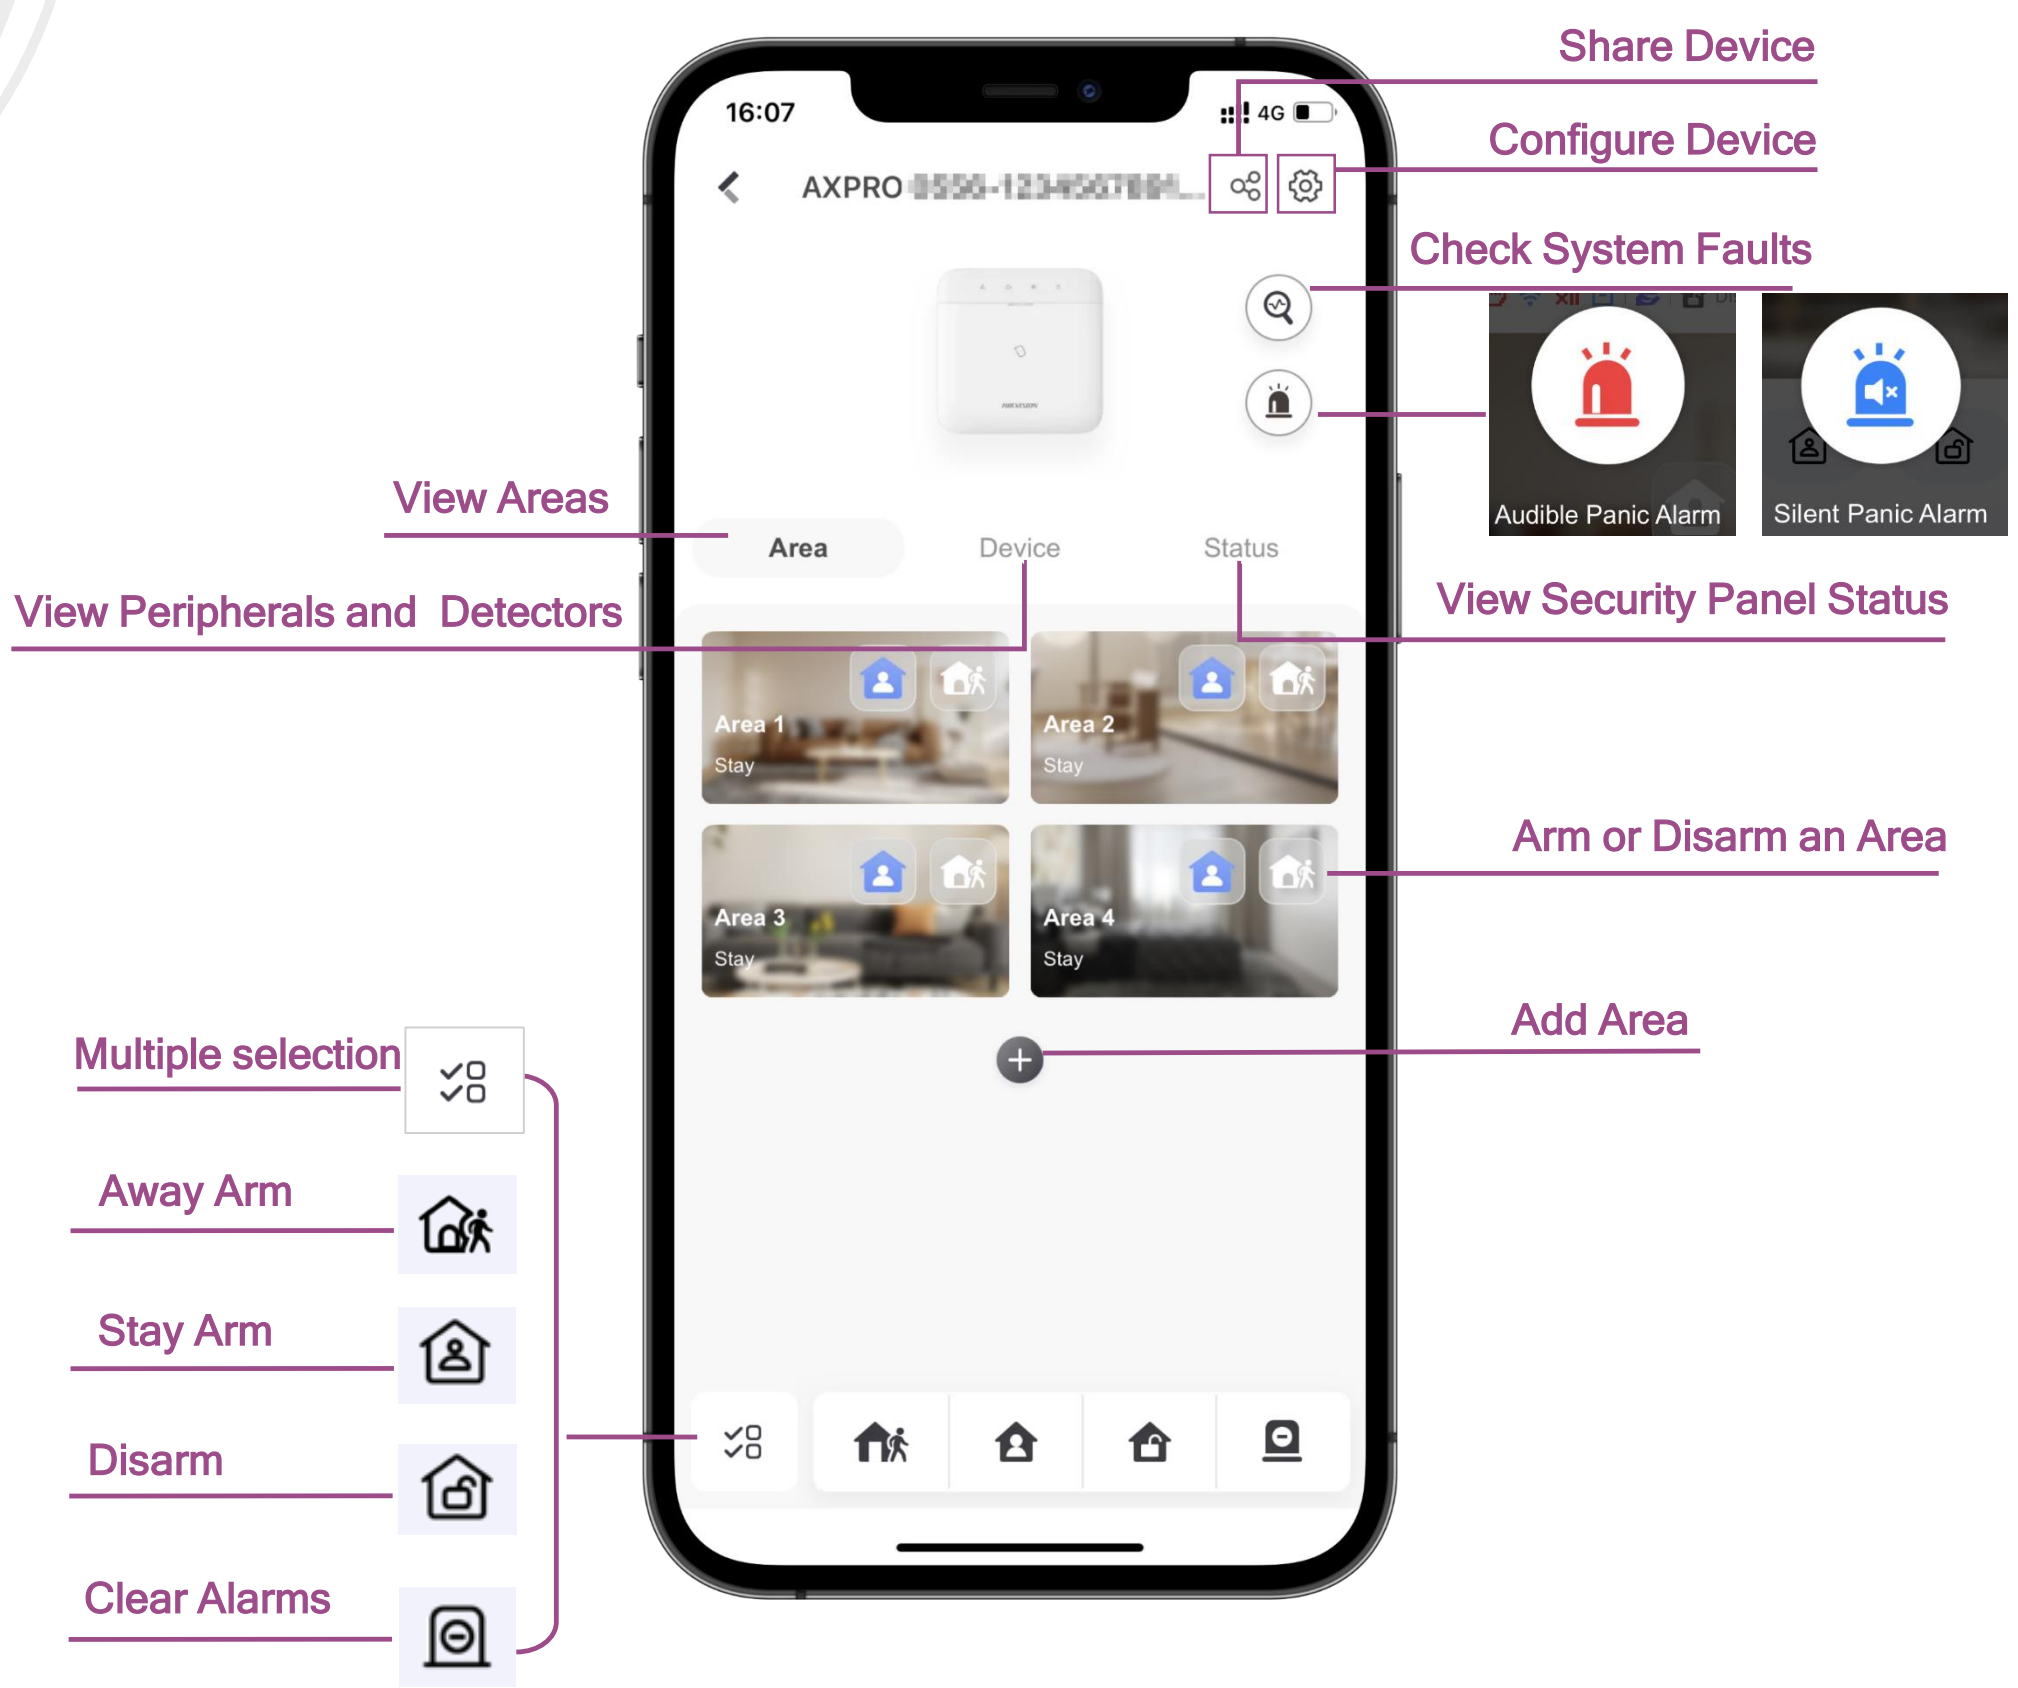 Share Device
16:07
4G
Configure Device
AXPRO
Check System Faults
HIKVISION
Audible Panic Alarm
Silent Panic Alarm
View Areas
Area
Device
Status
View Peripherals and  Detectors
View Security Panel Status
Area 1
Stay
Area 2
Stay
Arm or Disarm an Area
Area 3
Stay
Area 4
Stay
Add Area
Multiple selection
Away Arm
Stay Arm
Disarm
Clear Alarms